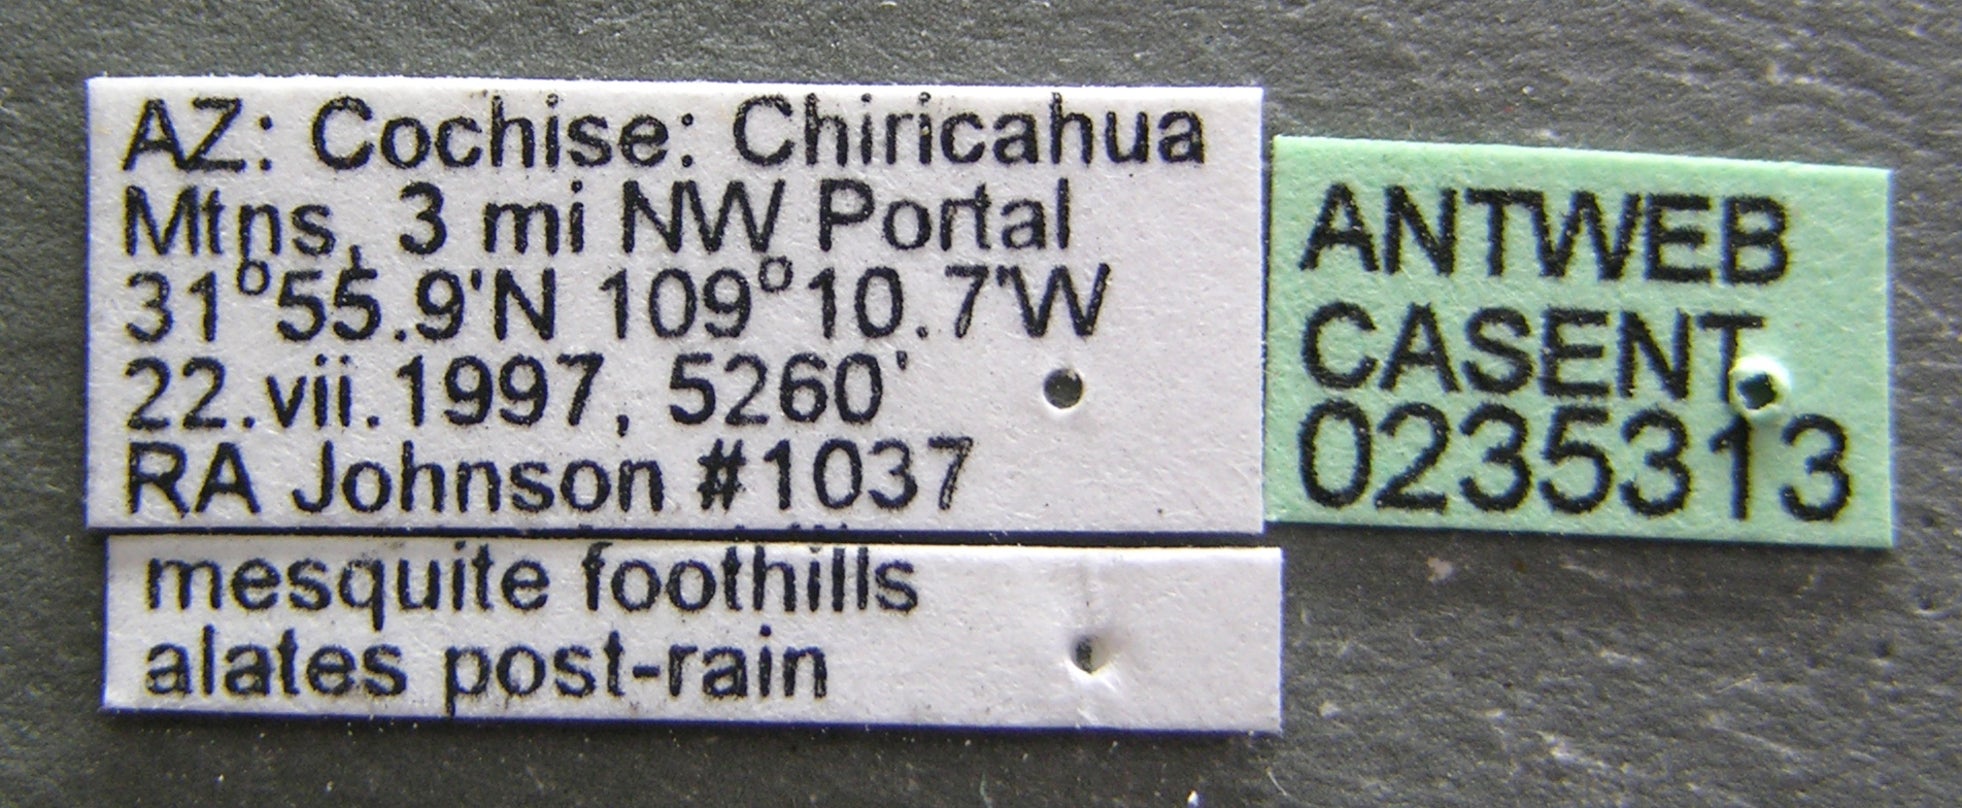 AZ: Cochise: Chiricahua
Mtns, 3 mi NW Portal
31°55.9'N 109°10.7'W
22.vii.1997, 5260'
RA Johnson #1037
mesquite foothills
alates post-rain
ANTWEB
CASENT
0235313